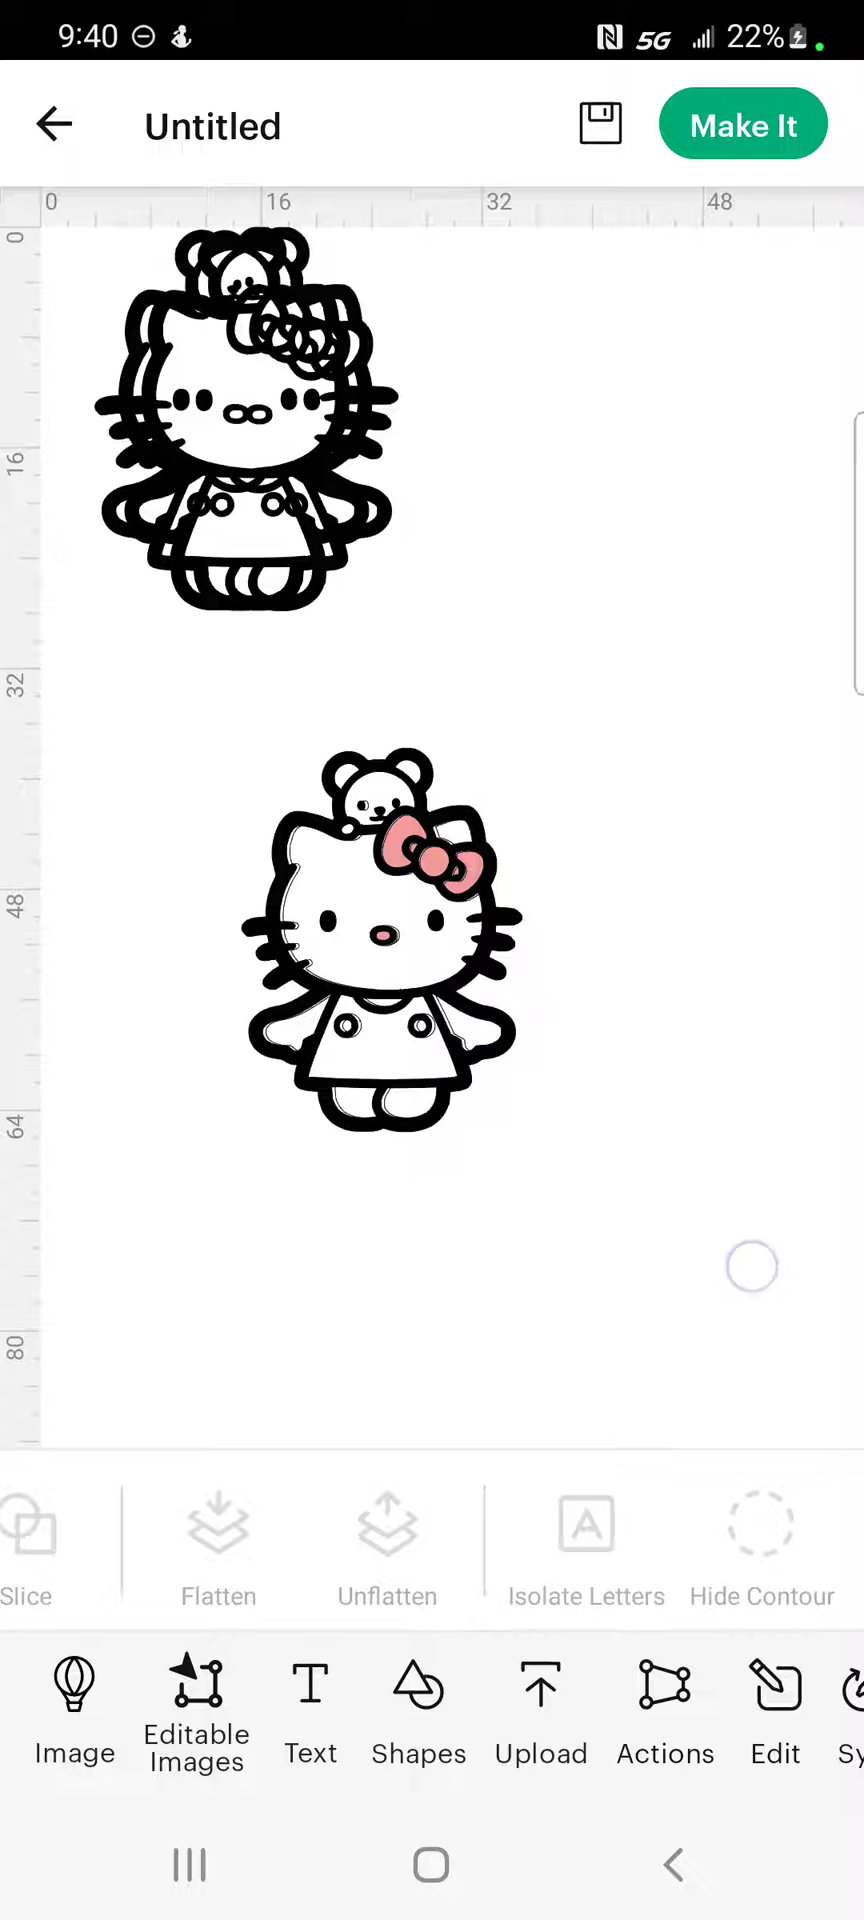 9:40
5G 22%
Untitled
Make It
0 16 32 48
0
16
32
48
64
80
Slice Flatten Unflatten Isolate Letters Hide Contour
Image Editable Images Text Shapes Upload Actions Edit Sy